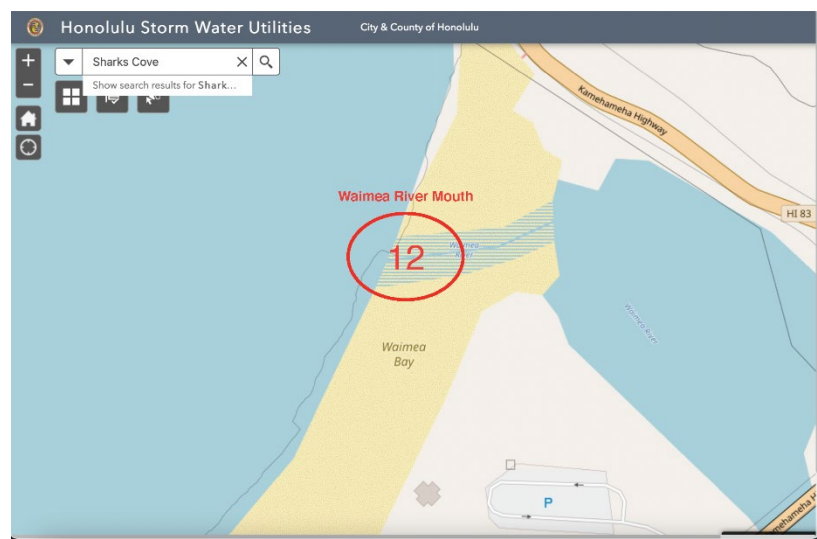 Honolulu Storm Water Utilities
City & County of Honolulu
Sharks Cove
Show search results for Shark...
Kamehameha Highway
Waimea River Mouth
HI 83
12
Waimea
River
Waimea River
Waimea
Bay
P
Kamehameha H